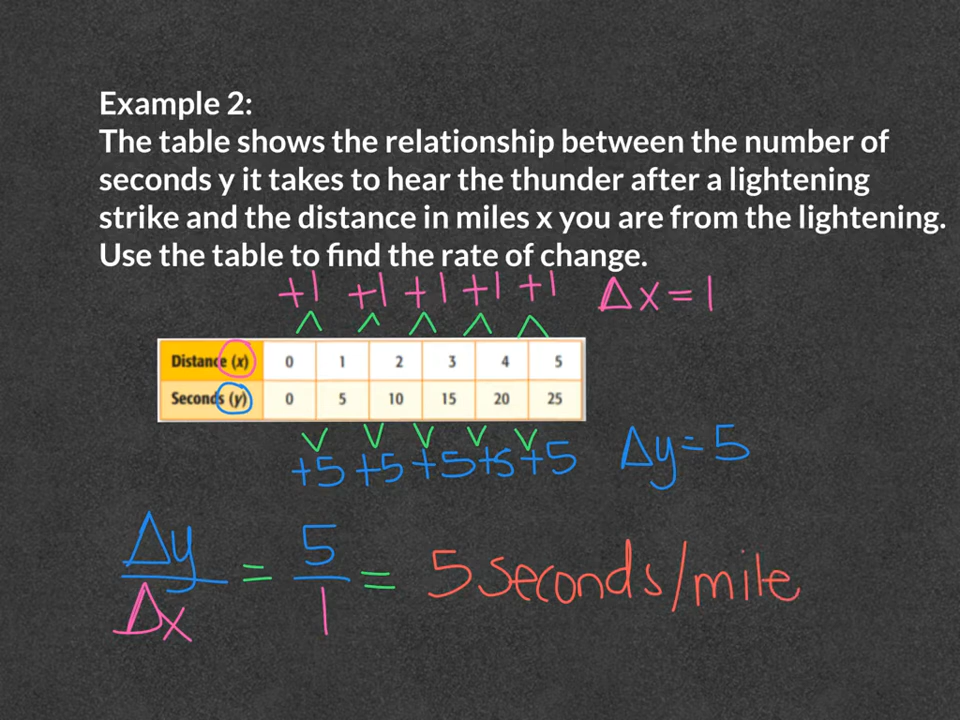 Example 2:
The table shows the relationship between the number of
seconds y it takes to hear the thunder after a lightening
strike and the distance in miles x you are from the lightening.
Use the table to find the rate of change.
+1 +1 +1 +1 +1 Δx=1
Distance (x) 0 1 2 3 4 5
Seconds (y) 0 5 10 15 20 25
+5 +5 +5 +5 +5 Δy=5
Δy/Δx = 5/1 = 5 seconds/mile